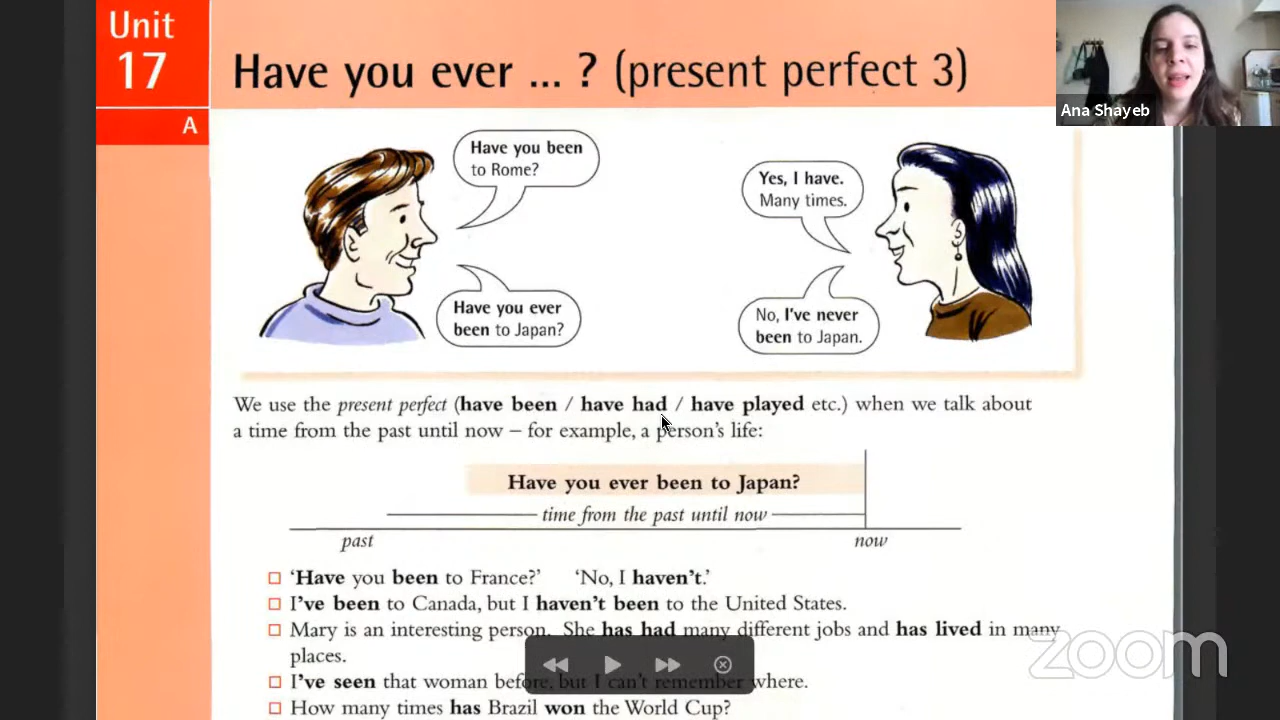 Unit
17
Have you ever ... ? (present perfect 3)
Ana Shayeb
A
Have you been
to Rome?
Yes, I have.
Many times.
Have you ever
been to Japan?
No, I've never
been to Japan.
We use the present perfect (have been / have had / have played etc.) when we talk about
a time from the past until now – for example, a person's life:
Have you ever been to Japan?
time from the past until now
past
now
□ 'Have you been to France?' 'No, I haven't.'
□ I've been to Canada, but I haven't been to the United States.
□ Mary is an interesting person. She has had many different jobs and has lived in many
places.
□ I've seen that woman before, but I can't remember where.
□ How many times has Brazil won the World Cup?
zoom